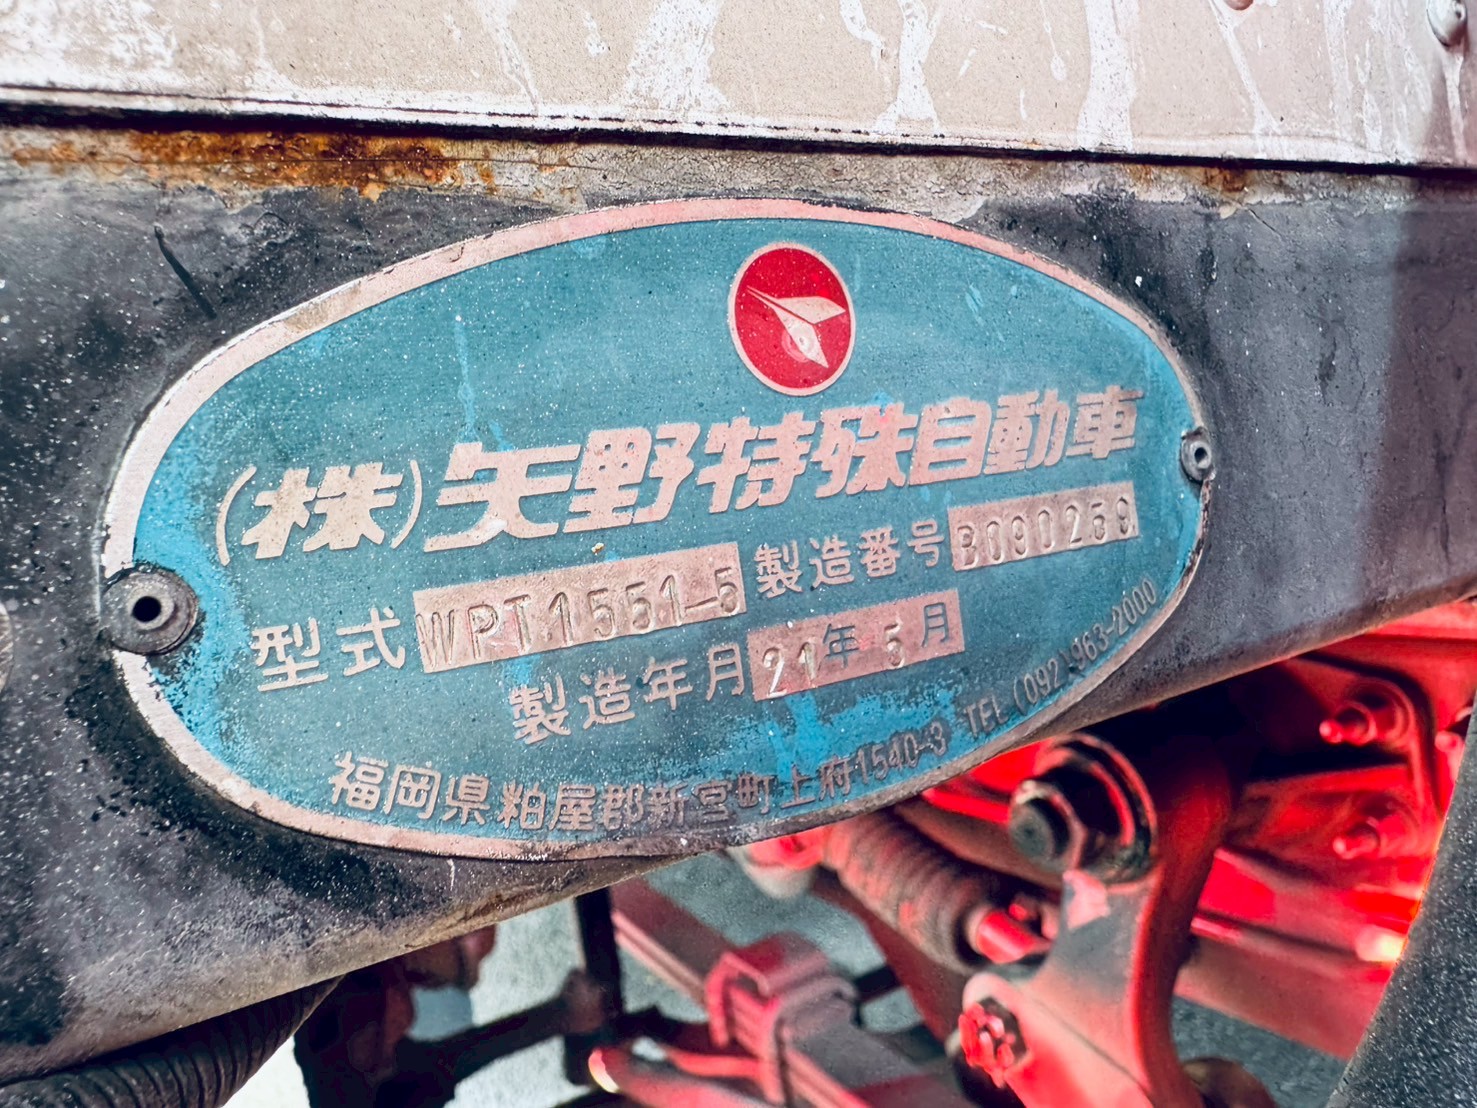 (株)矢野特殊自動車
型式 WPT1551-5 製造番号 B090259
製造年月 21年 5月
福岡県粕屋郡新宮町上府1540-3 TEL(092)963-2000